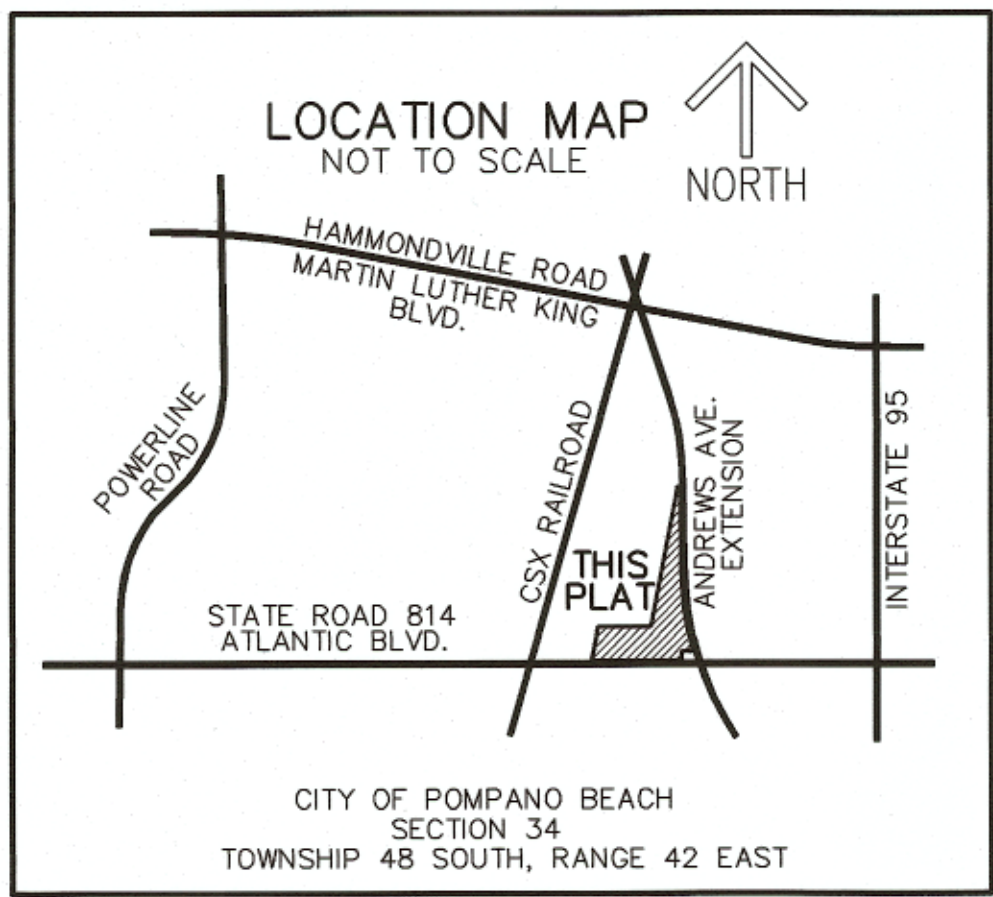 LOCATION MAP
NOT TO SCALE
NORTH
HAMMONDVILLE ROAD
MARTIN LUTHER KING
BLVD.
POWERLINE
ROAD
CSX RAILROAD
ANDREWS AVE.
EXTENSION
INTERSTATE 95
THIS
PLAT
STATE ROAD 814
ATLANTIC BLVD.
CITY OF POMPANO BEACH
SECTION 34
TOWNSHIP 48 SOUTH, RANGE 42 EAST